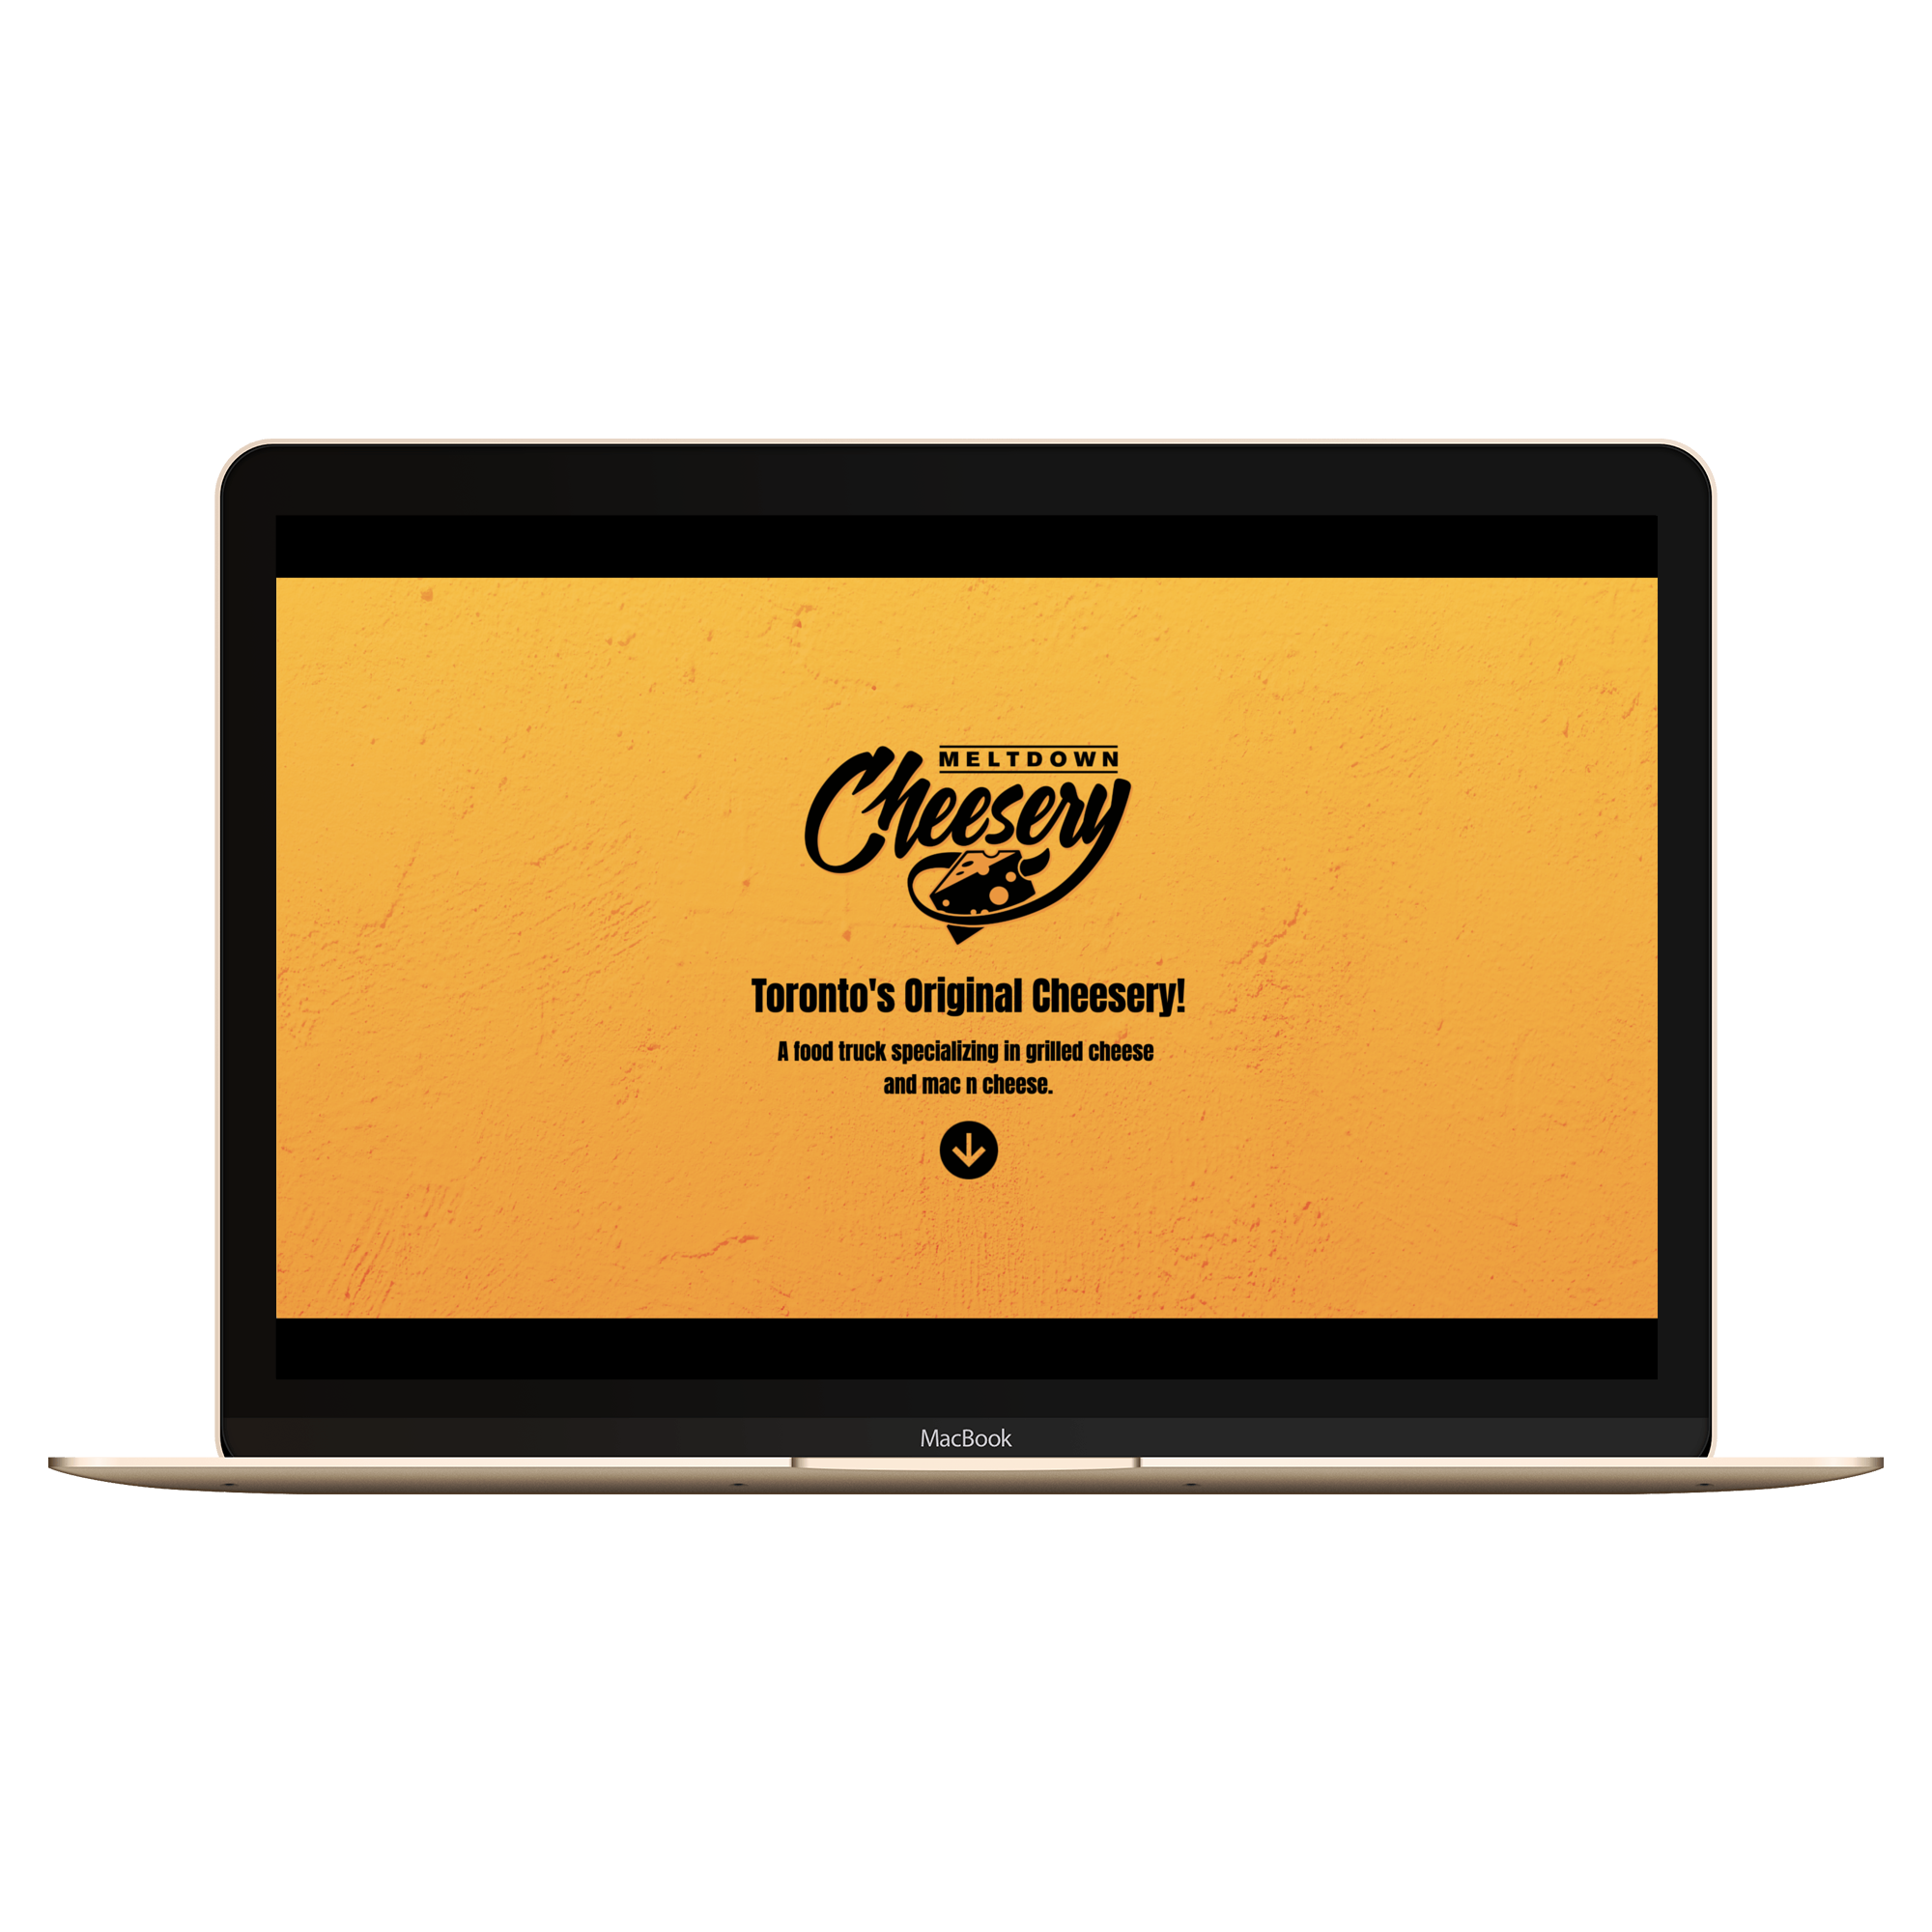 MELTDOWN
Cheesery
Toronto's Original Cheesery!
A food truck specializing in grilled cheese
and mac n cheese.
MacBook